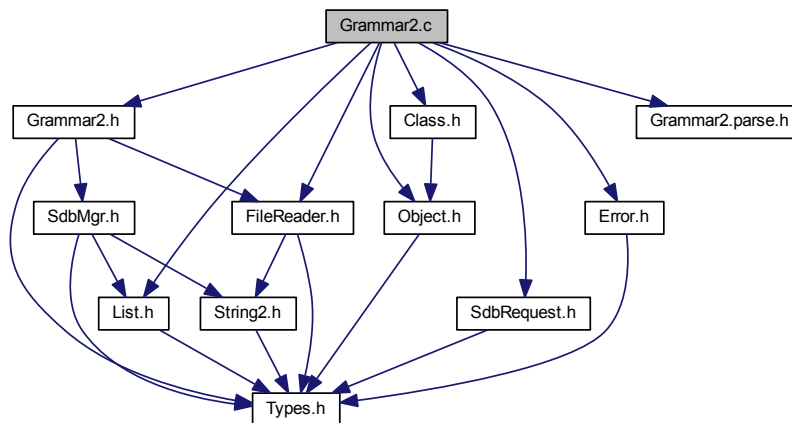 Grammar2.c
Grammar2.h
Class.h
Grammar2.parse.h
SdbMgr.h
FileReader.h
Object.h
Error.h
List.h
String2.h
SdbRequest.h
Types.h